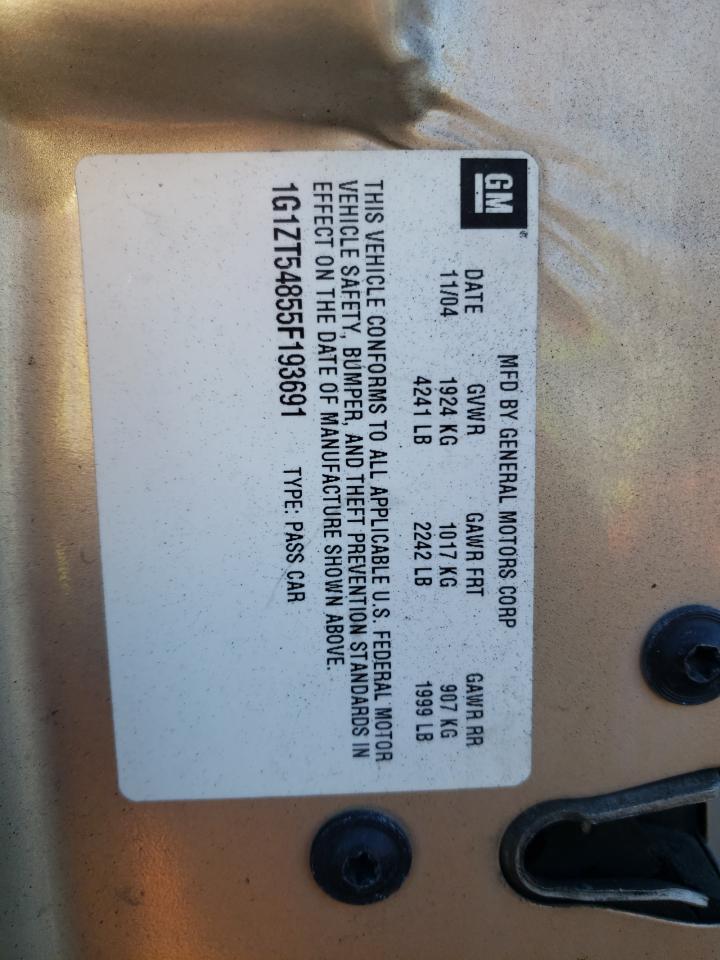 GM
MFD BY GENERAL MOTORS CORP
DATE GVWR GAWR FRT GAWR RR
11/04 1924 KG 1017 KG 907 KG
4241 LB 2242 LB 1999 LB
THIS VEHICLE CONFORMS TO ALL APPLICABLE U.S. FEDERAL MOTOR
VEHICLE SAFETY, BUMPER, AND THEFT PREVENTION STANDARDS IN
EFFECT ON THE DATE OF MANUFACTURE SHOWN ABOVE.
1G1ZT54855F193691 TYPE: PASS CAR